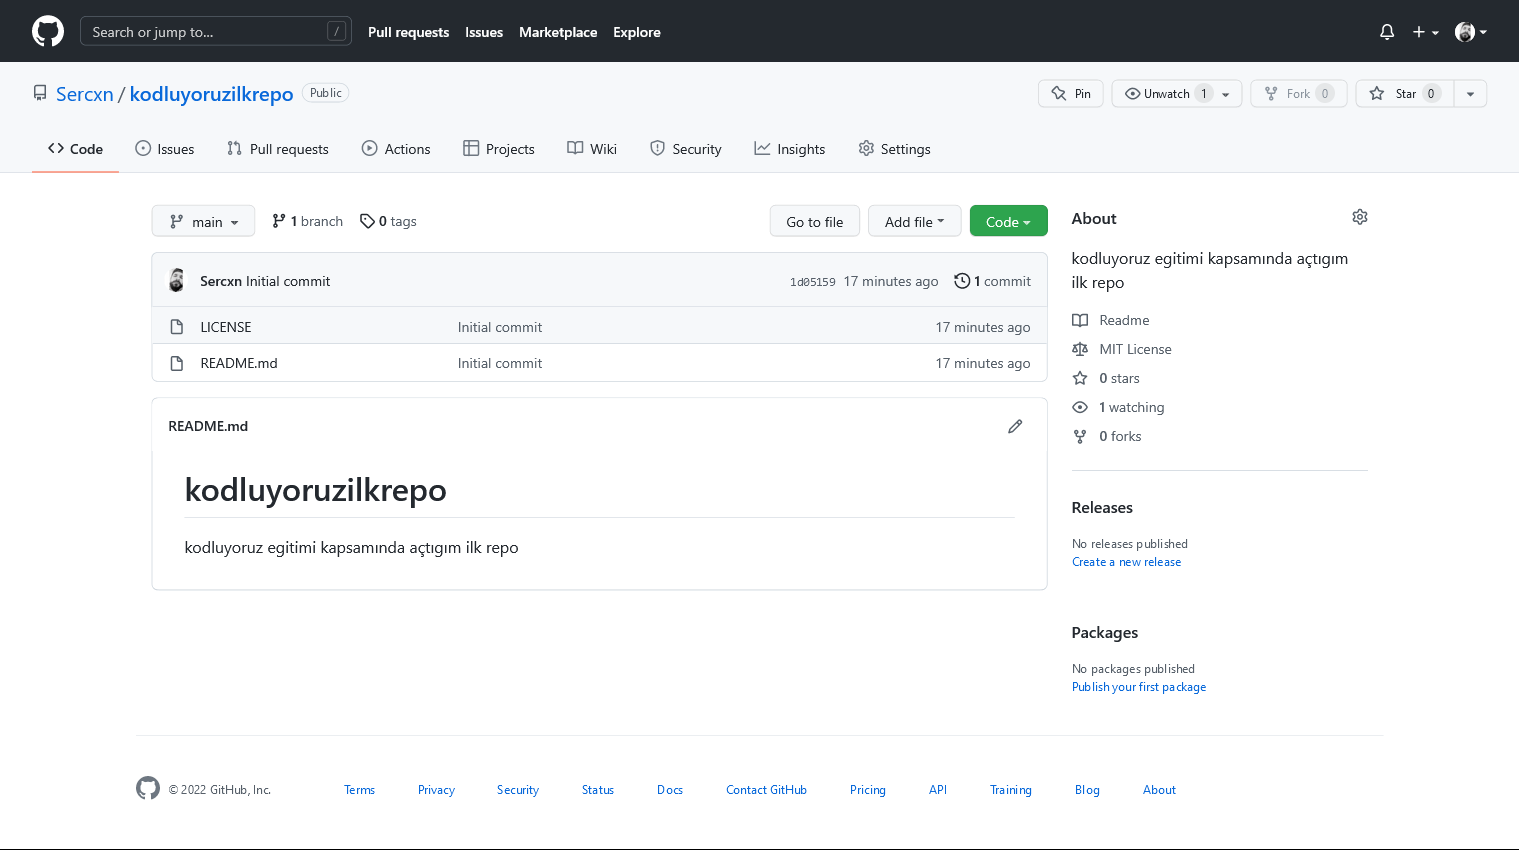 Search or jump to... /
Pull requests Issues Marketplace Explore
Sercxn / kodluyoruzilkrepo Public
Pin Unwatch 1 Fork 0 Star 0
Code Issues Pull requests Actions Projects Wiki Security Insights Settings
main 1 branch 0 tags Go to file Add file Code
Sercxn Initial commit 1d05159 17 minutes ago 1 commit
LICENSE Initial commit 17 minutes ago
README.md Initial commit 17 minutes ago
README.md
kodluyoruzilkrepo
kodluyoruz egitimi kapsamında açtıgım ilk repo
About
kodluyoruz egitimi kapsamında açtıgım
ilk repo
Readme
MIT License
0 stars
1 watching
0 forks
Releases
No releases published
Create a new release
Packages
No packages published
Publish your first package
© 2022 GitHub, Inc. Terms Privacy Security Status Docs Contact GitHub Pricing API Training Blog About